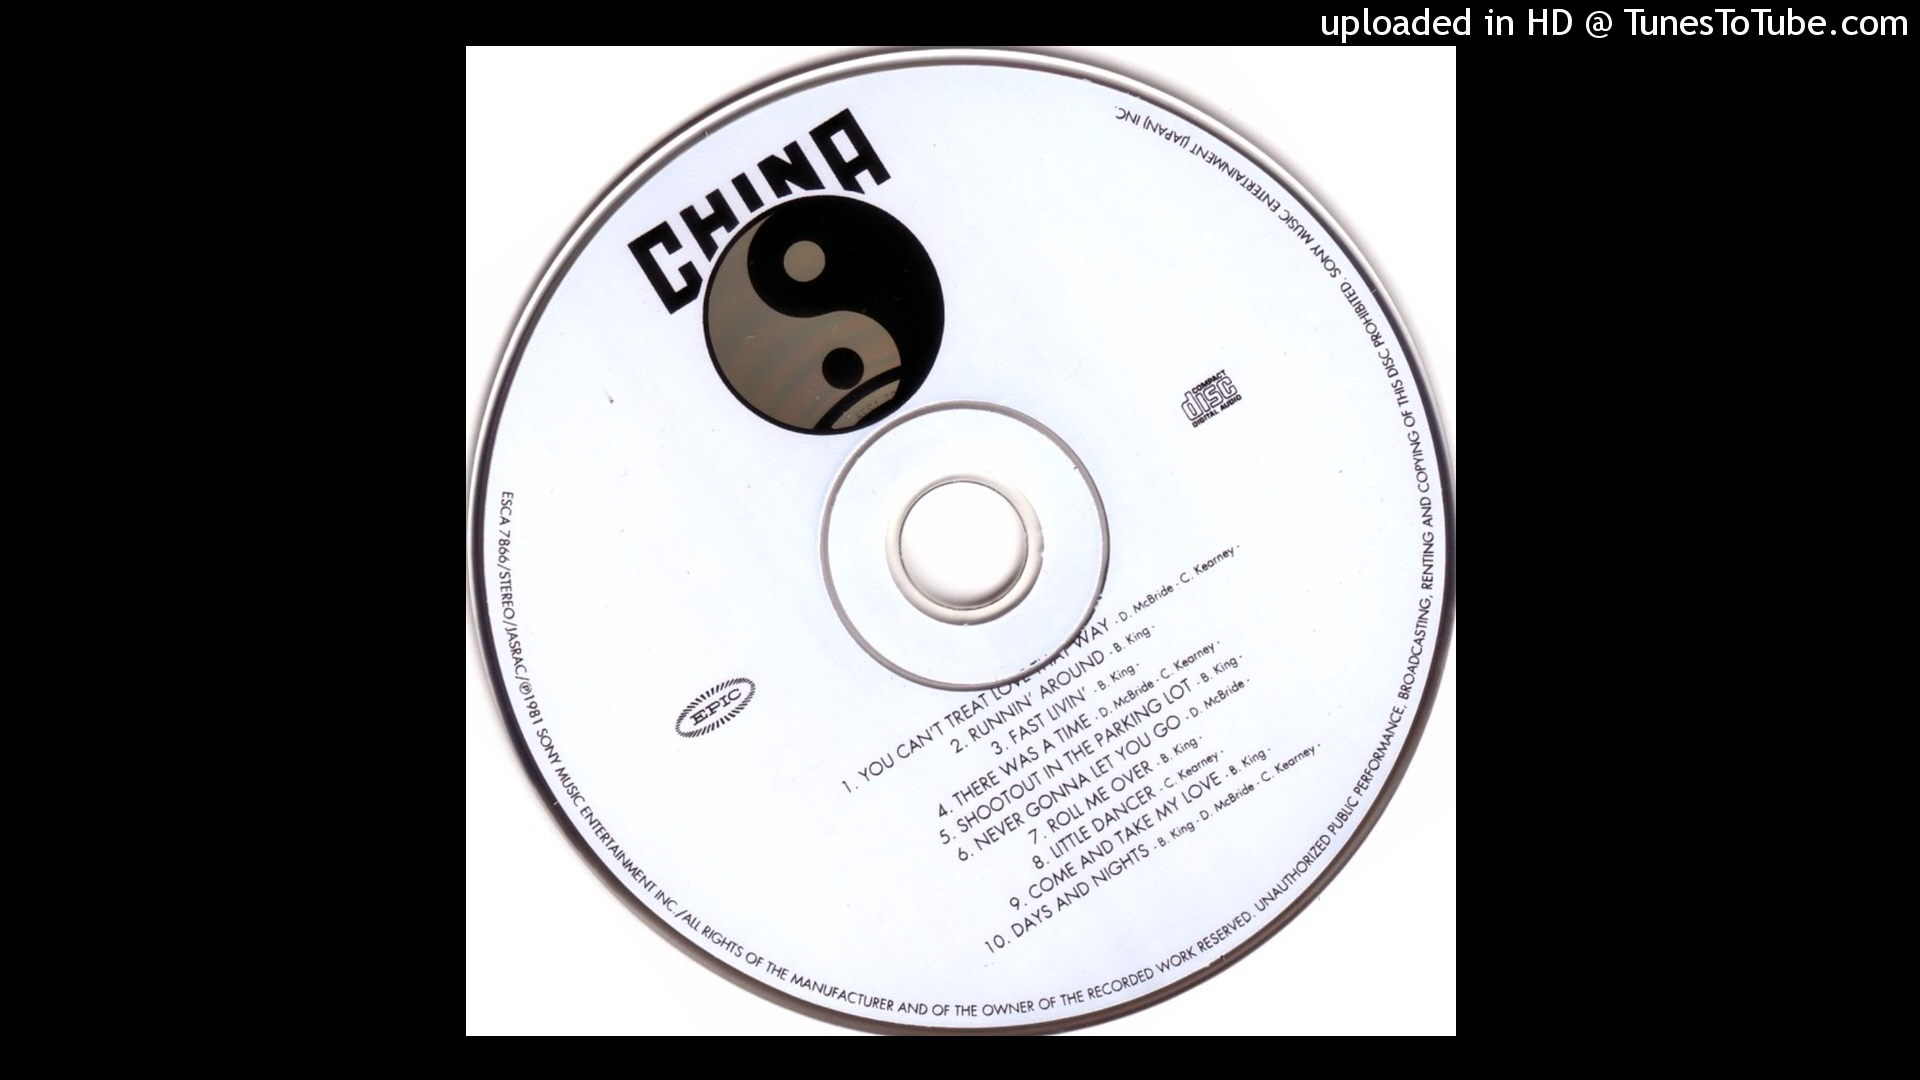 uploaded in HD @ TunesToTube.com
CHINA
COMPACT
disc
DIGITAL AUDIO
EPIC
1. YOU CAN'T TREAT LOVE THAT WAY - D. McBride - C. Kearney -
2. RUNNIN' AROUND - B. King -
3. FAST LIVIN' - B. King -
4. THERE WAS A TIME - D. McBride - C. Kearney -
5. SHOOTOUT IN THE PARKING LOT - B. King -
6. NEVER GONNA LET YOU GO - D. McBride -
7. ROLL ME OVER - B. King -
8. LITTLE DANCER - C. Kearney -
9. COME AND TAKE MY LOVE - B. King -
10. DAYS AND NIGHTS - B. King - D. McBride - C. Kearney -
ESCA 7866/STEREO/JASRAC/℗1981 SONY MUSIC ENTERTAINMENT INC./ALL RIGHTS OF THE MANUFACTURER AND OF THE OWNER OF THE RECORDED WORK RESERVED. UNAUTHORIZED PUBLIC PERFORMANCE, BROADCASTING, RENTING AND COPYING OF THIS DISC PROHIBITED. SONY MUSIC ENTERTAINMENT (JAPAN) INC.